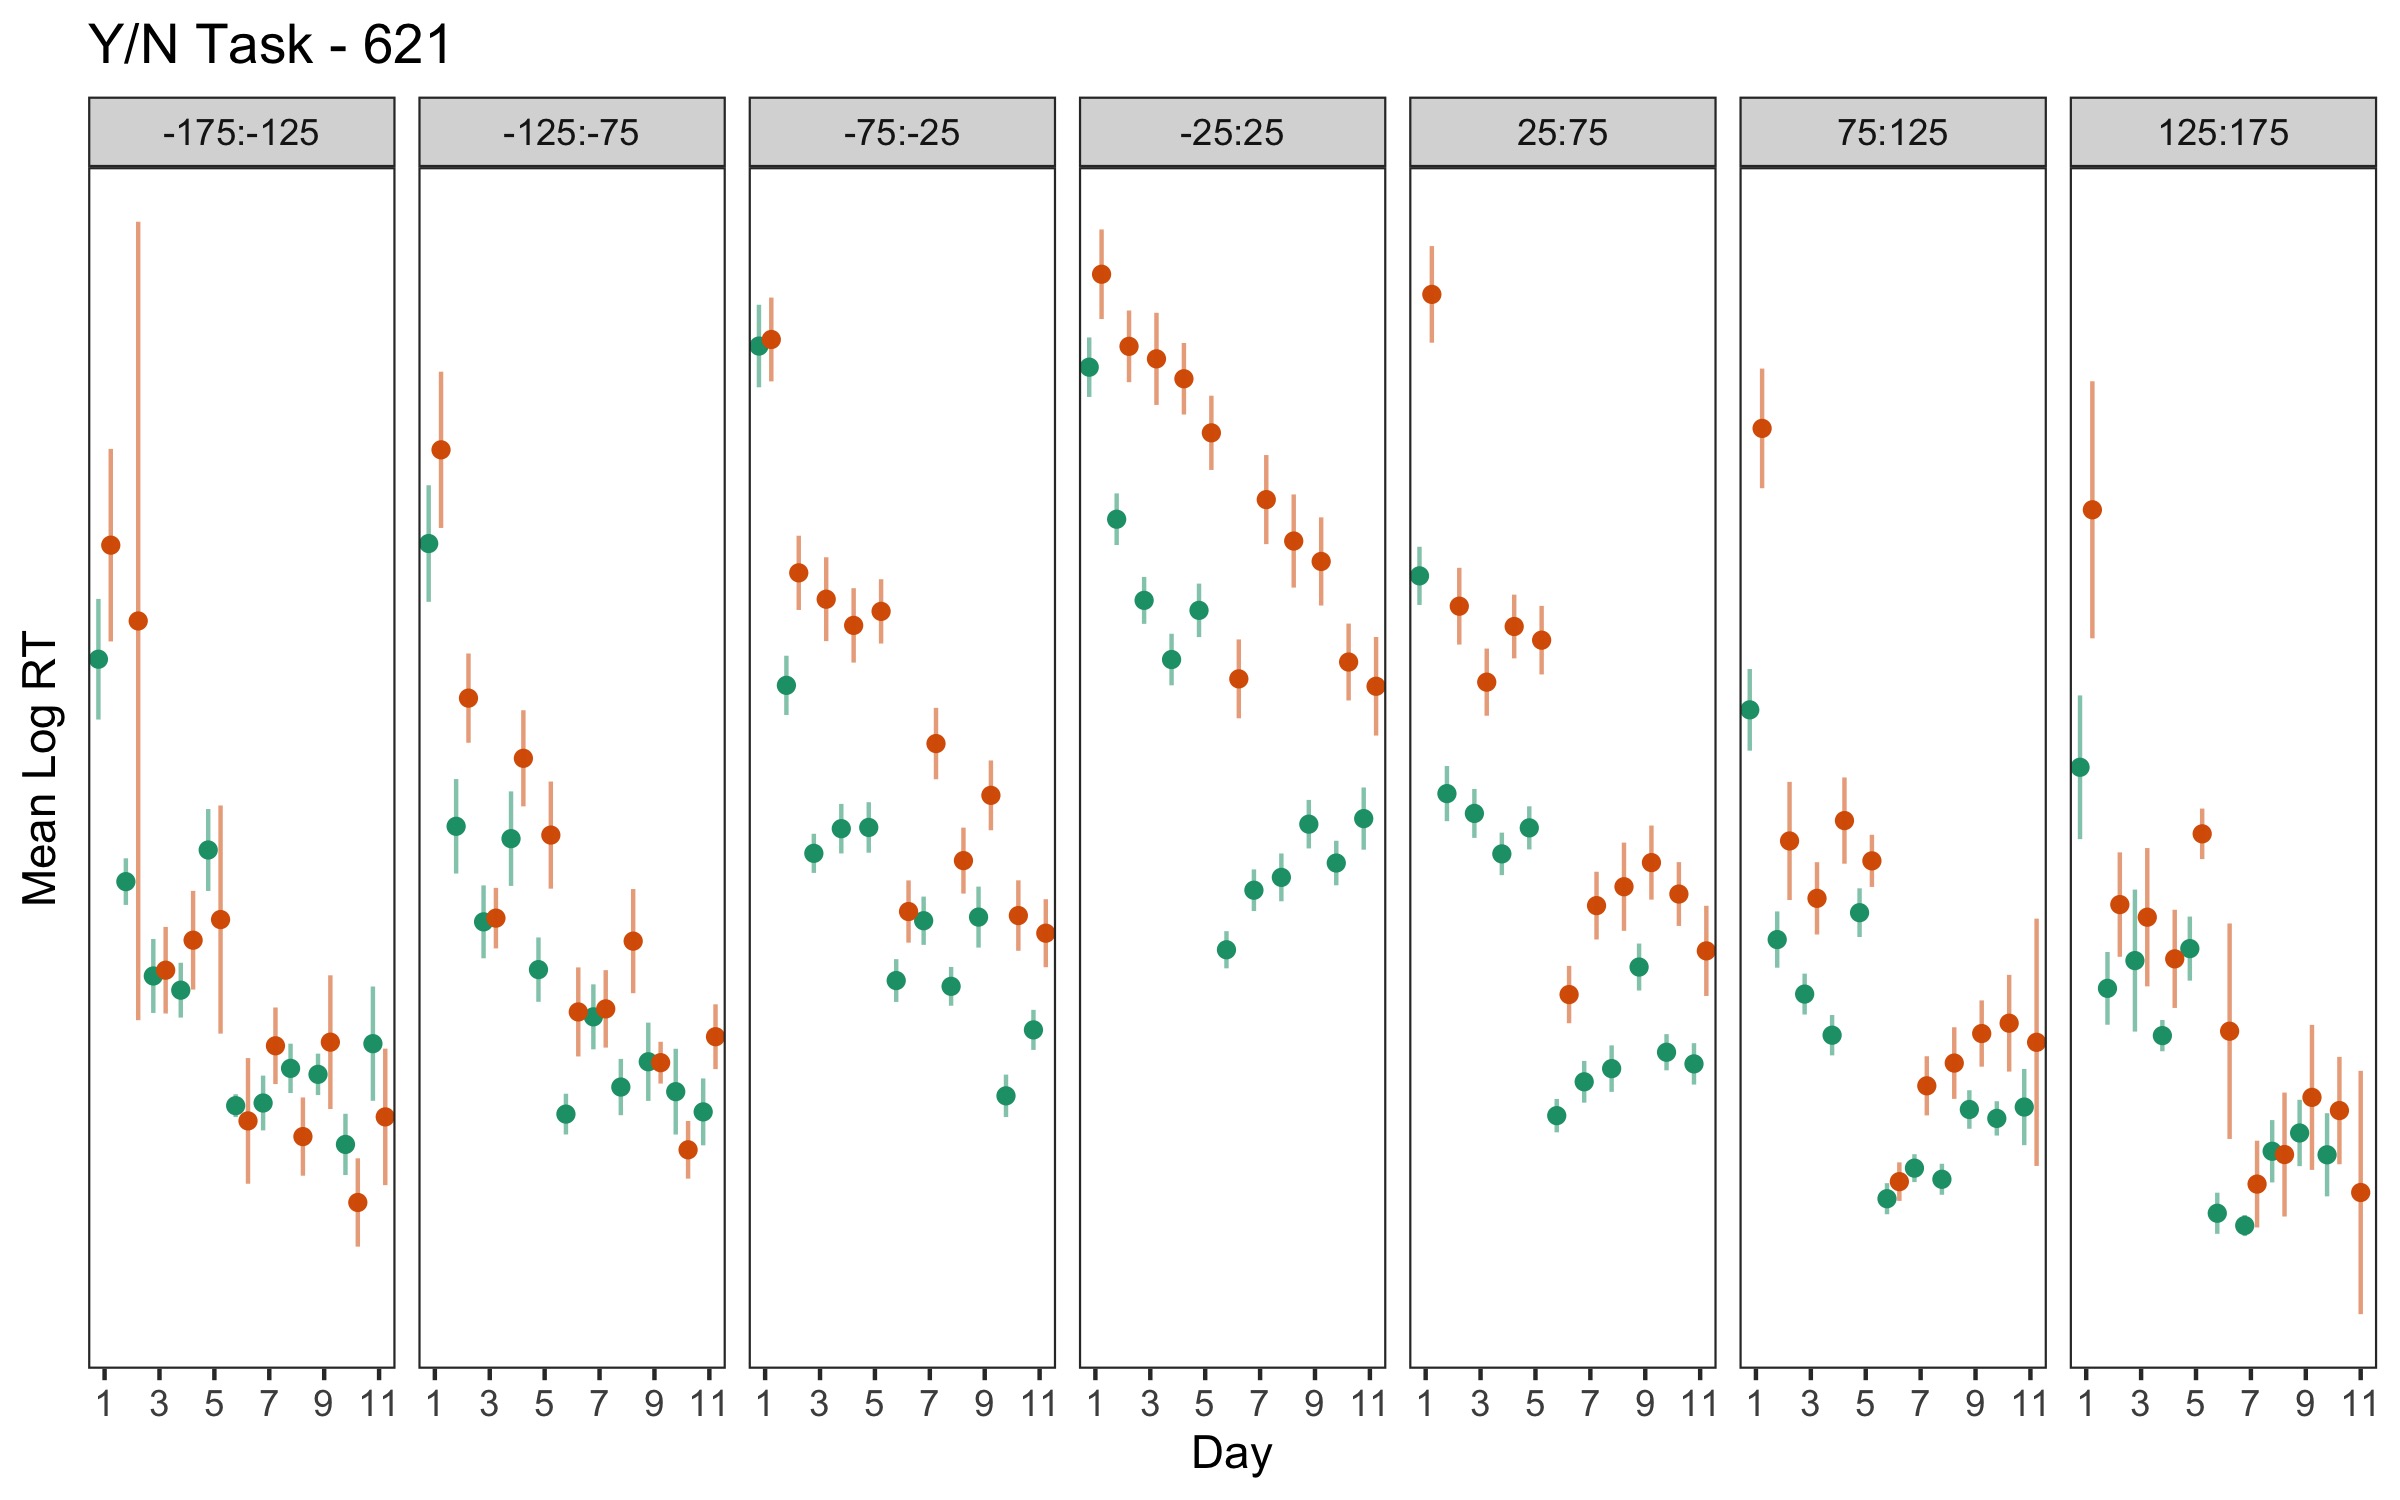 Y/N Task - 621
-175:-125 -125:-75 -75:-25 -25:25 25:75 75:125 125:175
Mean Log RT
1 3 5 7 9 11 1 3 5 7 9 11 1 3 5 7 9 11 1 3 5 7 9 11 1 3 5 7 9 11 1 3 5 7 9 11 1 3 5 7 9 11
Day